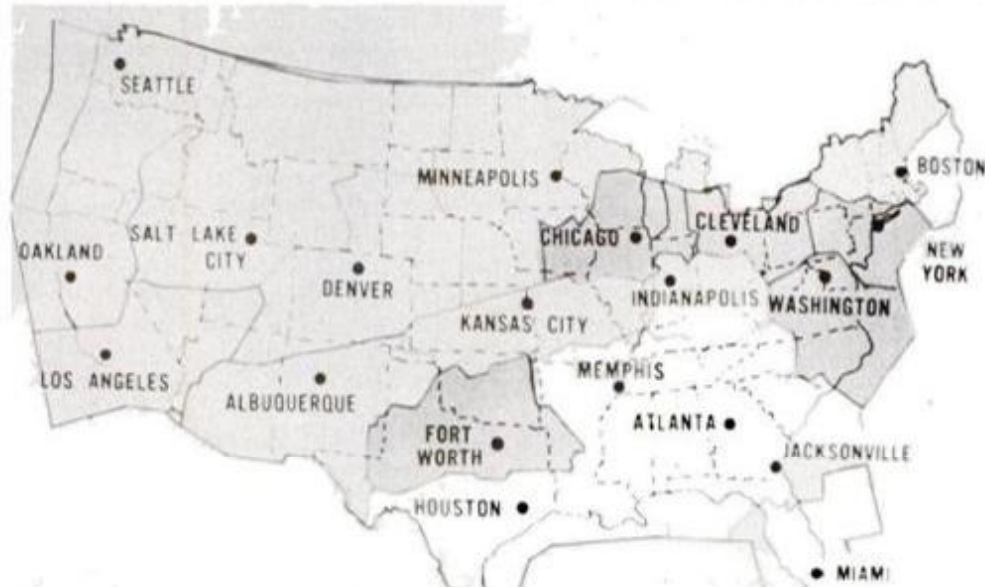 SEATTLE
MINNEAPOLIS
BOSTON
OAKLAND
SALT LAKE
CITY
CHICAGO
CLEVELAND
NEW
YORK
DENVER
INDIANAPOLIS
WASHINGTON
KANSAS CITY
LOS ANGELES
ALBUQUERQUE
MEMPHIS
FORT
WORTH
ATLANTA
JACKSONVILLE
HOUSTON
MIAMI